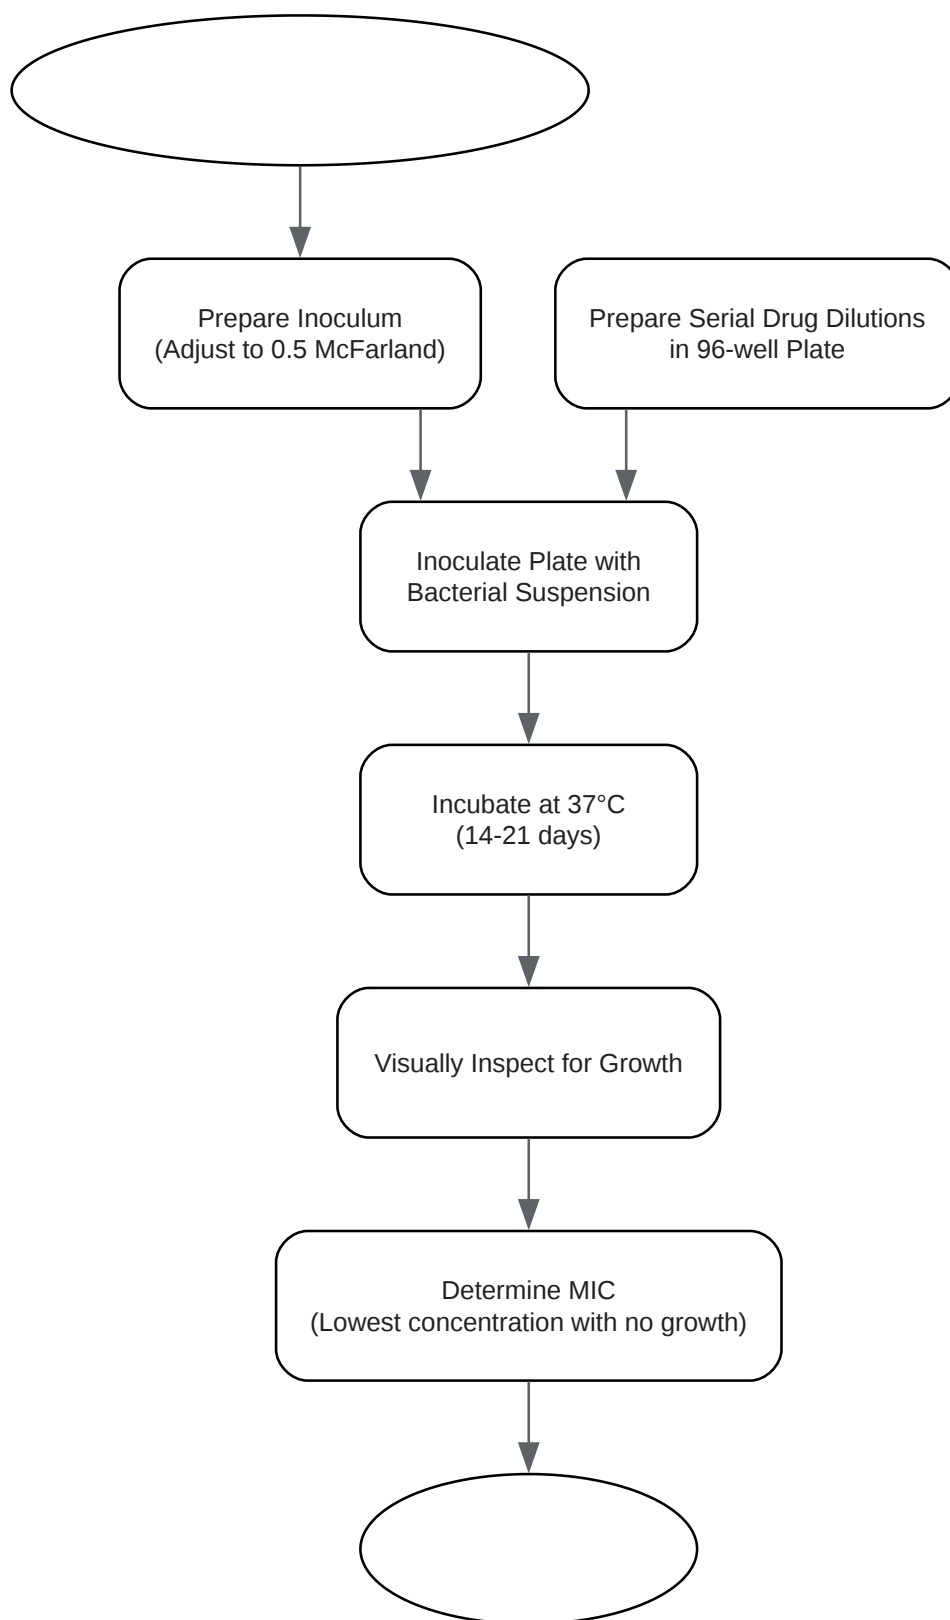 Prepare Inoculum
(Adjust to 0.5 McFarland)
Prepare Serial Drug Dilutions
in 96-well Plate
Inoculate Plate with
Bacterial Suspension
Incubate at 37°C
(14-21 days)
Visually Inspect for Growth
Determine MIC
(Lowest concentration with no growth)